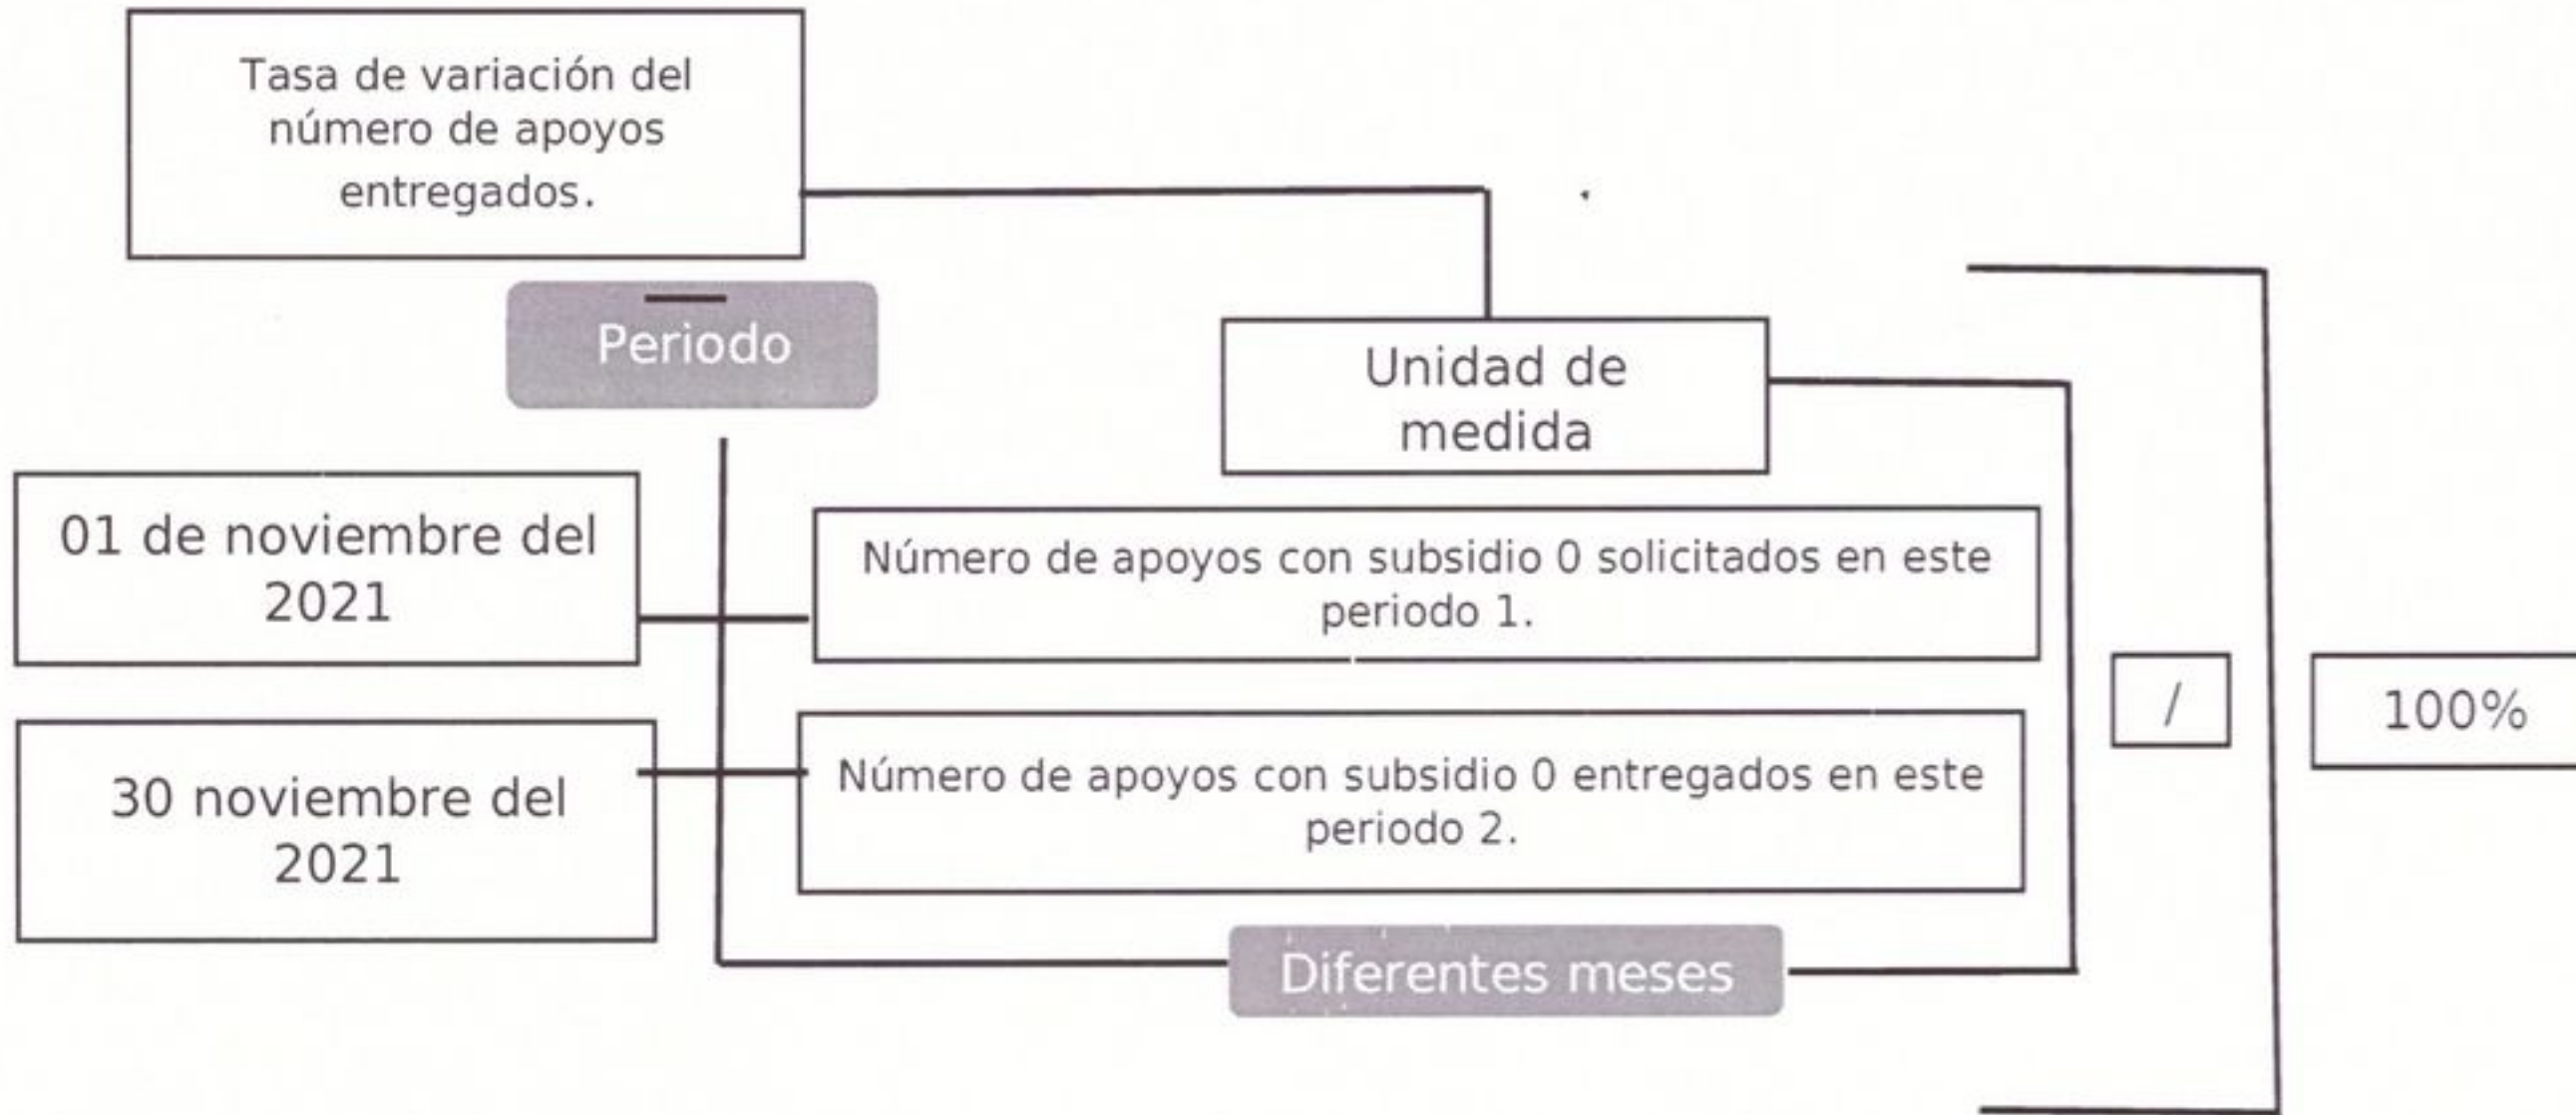 Tasa de variación del
número de apoyos
entregados.
Periodo
Unidad de
medida
01 de noviembre del
2021
Número de apoyos con subsidio 0 solicitados en este
periodo 1.
/
100%
30 noviembre del
2021
Número de apoyos con subsidio 0 entregados en este
periodo 2.
Diferentes meses